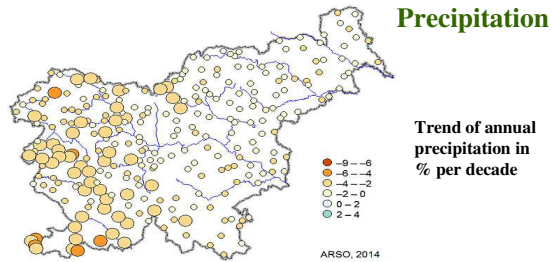 Precipitation
Trend of annual
precipitation in
% per decade
−9 − −6
−6 − −4
−4 − −2
−2 − 0
0 − 2
2 − 4
ARSO, 2014